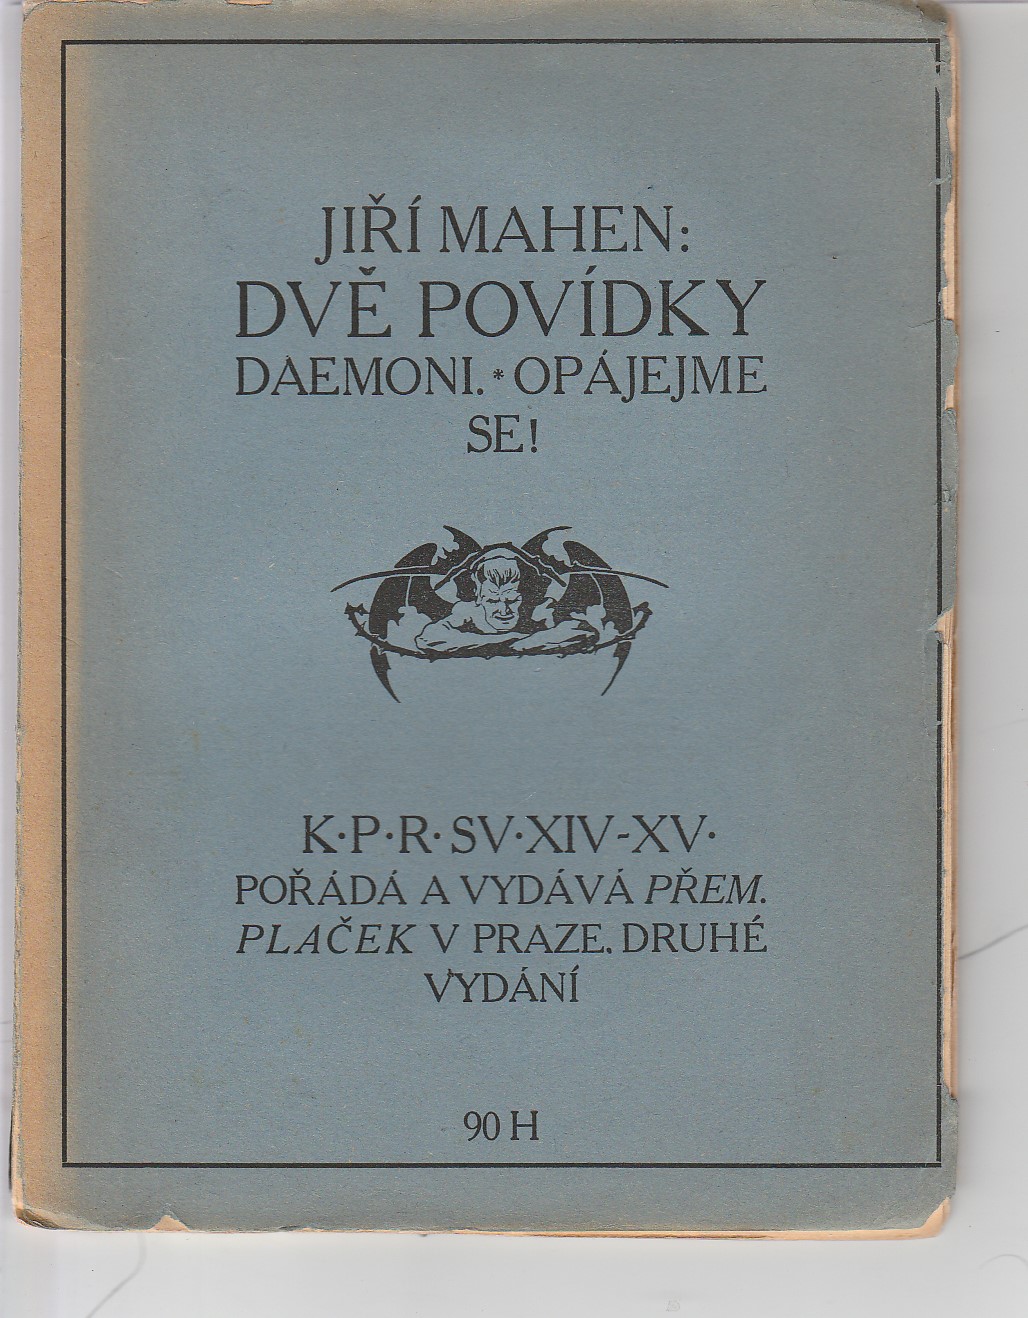 JIŘÍ MAHEN:
DVĚ POVÍDKY
DAEMONI. * OPÁJEJME
SE!
K·P·R·SV·XIV-XV·
POŘÁDÁ A VYDÁVÁ PŘEM.
PLAČEK V PRAZE. DRUHÉ
VYDÁNÍ
90 H